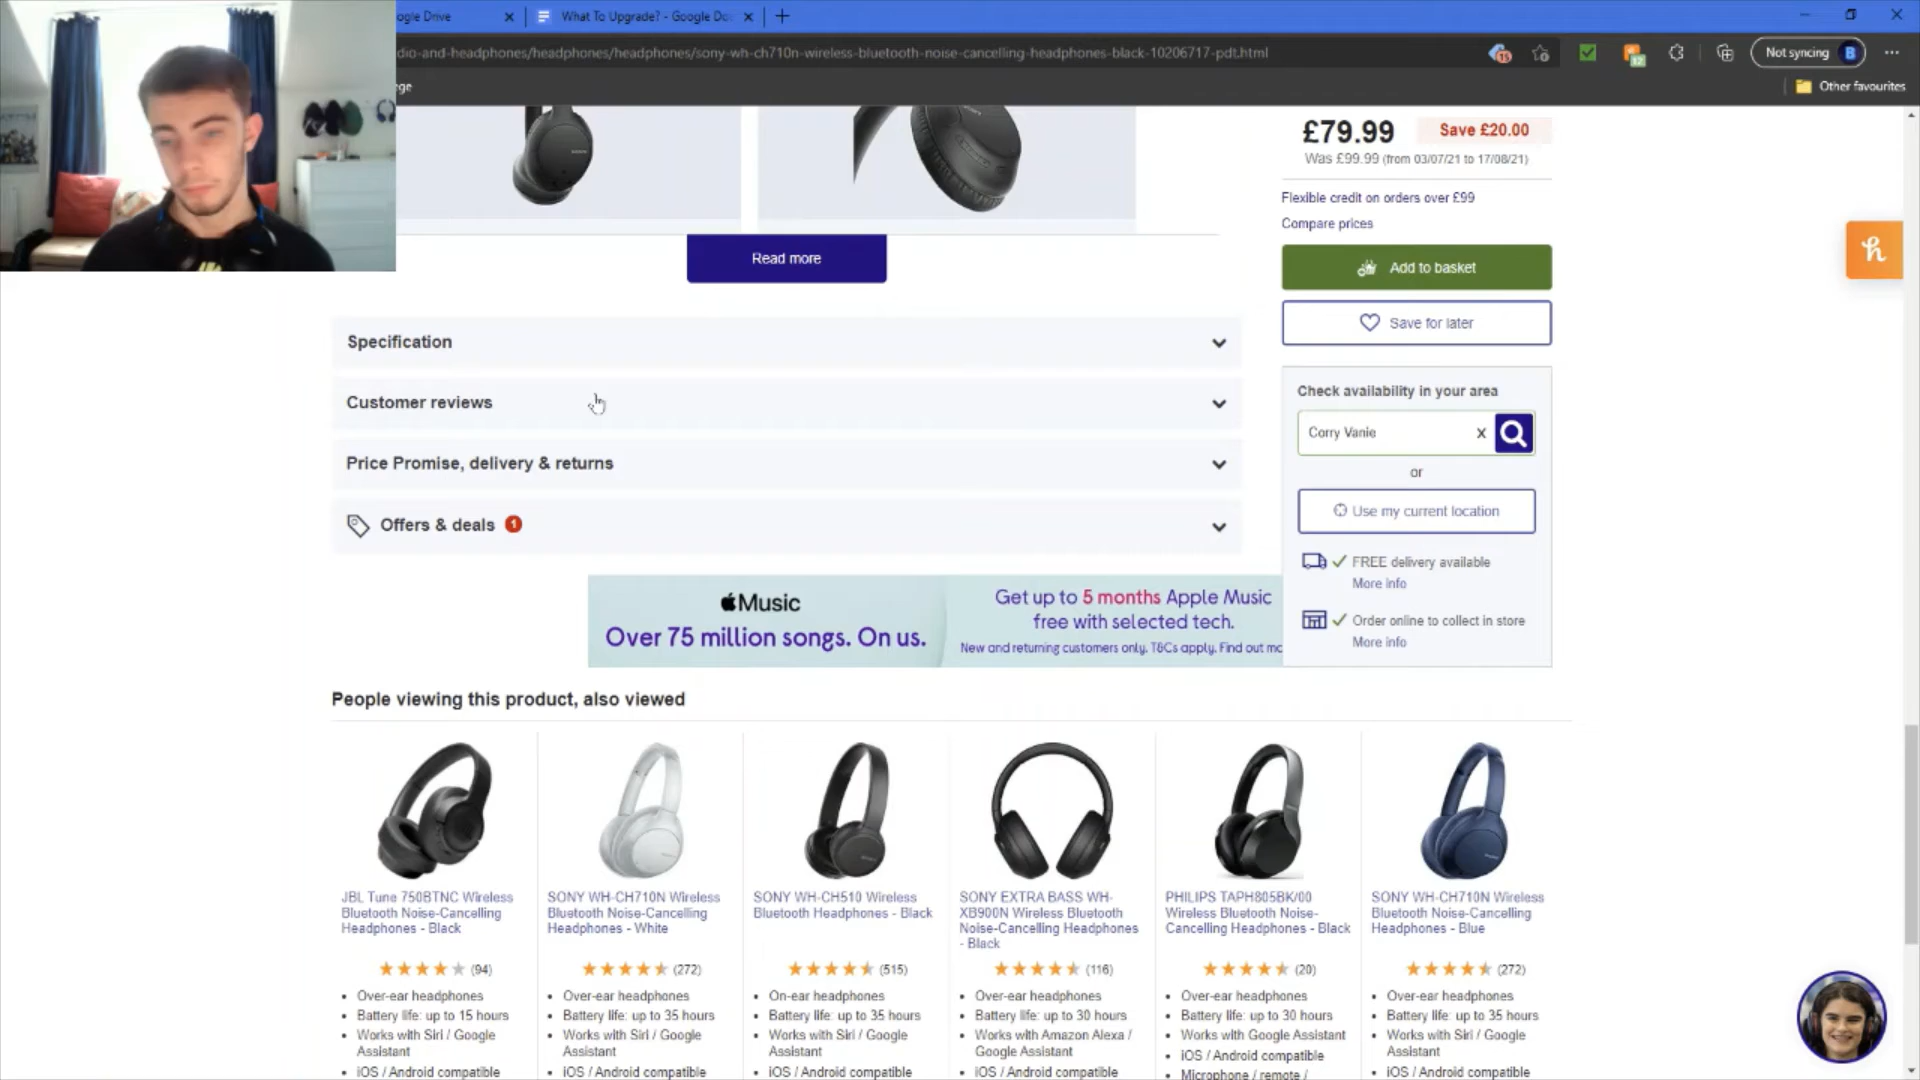 ogle Drive
What To Upgrade? - Google Do
Not syncing B
dio-and-headphones/headphones/headphones/sony-wh-ch710n-wireless-bluetooth-noise-cancelling-headphones-black-10206717-pdt.html
15
12
ge
Other favourites
£79.99
Save £20.00
Was £99.99 (from 03/07/21 to 17/08/21)
Flexible credit on orders over £99
Compare prices
Add to basket
Save for later
Read more
Specification
Customer reviews
Price Promise, delivery & returns
Offers & deals 1
Check availability in your area
Corry Vanie X
or
Use my current location
FREE delivery available
More info
Order online to collect in store
More info
Music
Over 75 million songs. On us.
Get up to 5 months Apple Music
free with selected tech.
New and returning customers only. T&Cs apply. Find out mo
People viewing this product, also viewed
JBL Tune 750BTNC Wireless
Bluetooth Noise-Cancelling
Headphones - Black
(94)
Over-ear headphones
Battery life: up to 15 hours
Works with Siri / Google
Assistant
iOS / Android compatible
SONY WH-CH710N Wireless
Bluetooth Noise-Cancelling
Headphones - White
(272)
Over-ear headphones
Battery life: up to 35 hours
Works with Siri / Google
Assistant
iOS / Android compatible
SONY WH-CH510 Wireless
Bluetooth Headphones - Black
(515)
On-ear headphones
Battery life: up to 35 hours
Works with Siri / Google
Assistant
iOS / Android compatible
SONY EXTRA BASS WH-
XB900N Wireless Bluetooth
Noise-Cancelling Headphones
- Black
(116)
Over-ear headphones
Battery life: up to 30 hours
Works with Amazon Alexa /
Google Assistant
iOS / Android compatible
PHILIPS TAPH805BK/00
Wireless Bluetooth Noise-
Cancelling Headphones - Black
(20)
Over-ear headphones
Battery life: up to 30 hours
Works with Google Assistant
iOS / Android compatible
Microphone / remote /
SONY WH-CH710N Wireless
Bluetooth Noise-Cancelling
Headphones - Blue
(272)
Over-ear headphones
Battery life: up to 35 hours
Works with Siri / Google
Assistant
iOS / Android compatible